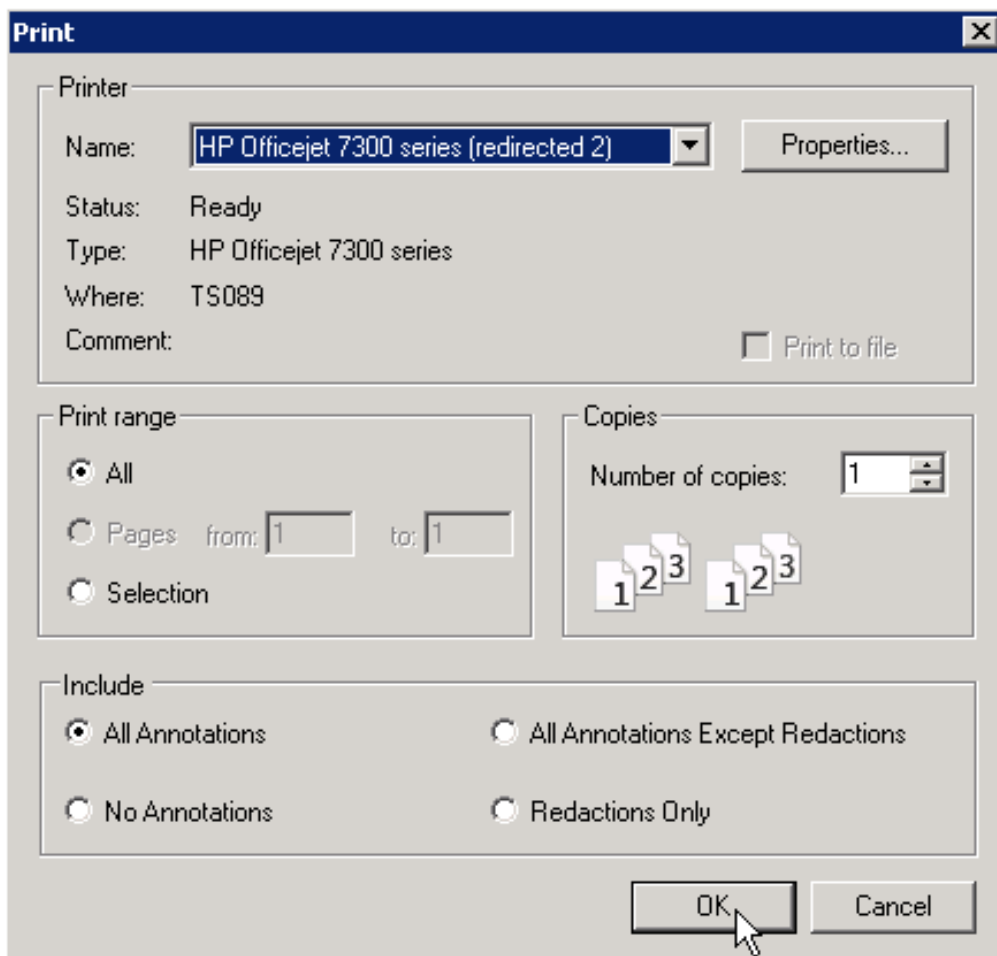 Print
Printer
Name: HP Officejet 7300 series (redirected 2) Properties...
Status: Ready
Type: HP Officejet 7300 series
Where: TS089
Comment:
Print to file
Print range
All
Pages from: 1 to: 1
Selection
Copies
Number of copies: 1
1 2 3 1 2 3
Include
All Annotations All Annotations Except Redactions
No Annotations Redactions Only
OK Cancel